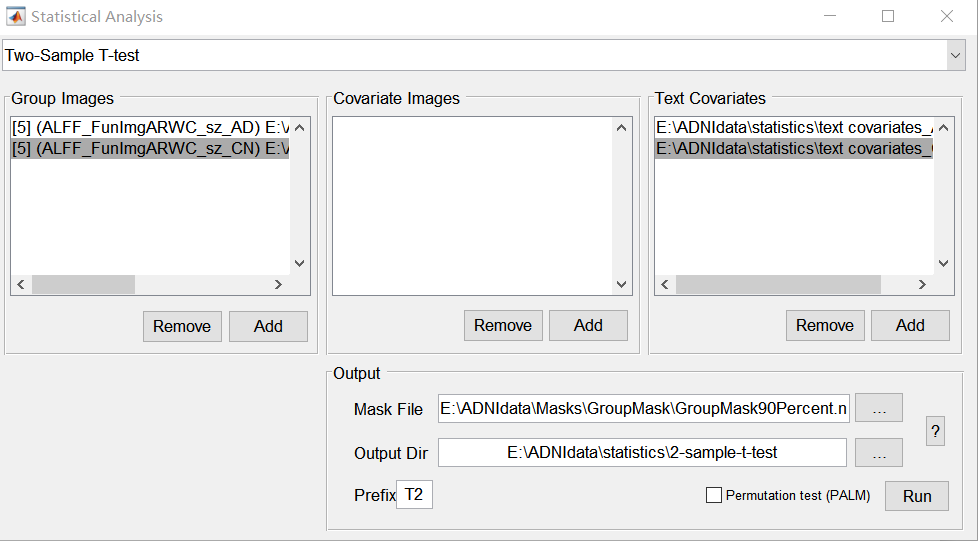 Statistical Analysis
Two-Sample T-test
Group Images
[5] (ALFF_FunImgARWC_sz_AD) E:\
[5] (ALFF_FunImgARWC_sz_CN) E:\
Remove
Add
Covariate Images
Remove
Add
Text Covariates
E:\ADNIdata\statistics\text covariates_
E:\ADNIdata\statistics\text covariates_
Remove
Add
Output
Mask File
E:\ADNIdata\Masks\GroupMask\GroupMask90Percent.n
...
Output Dir
E:\ADNIdata\statistics\2-sample-t-test
...
?
Prefix
T2
Permutation test (PALM)
Run